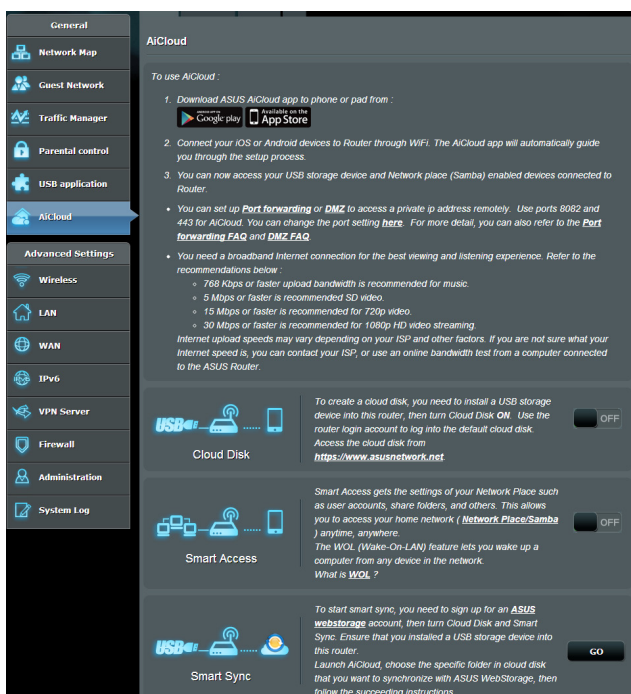 General
Network Map
Guest Network
Traffic Manager
Parental control
USB application
AiCloud
Advanced Settings
Wireless
LAN
WAN
IPv6
VPN Server
Firewall
Administration
System Log
AiCloud
To use AiCloud :
1. Download ASUS AiCloud app to phone or pad from :
ANDROID APP ON
Google play
Available on the
App Store
2. Connect your iOS or Android devices to Router through WiFi. The AiCloud app will automatically guide
you through the setup process.
3. You can now access your USB storage device and Network place (Samba) enabled devices connected to
Router.
• You can set up Port forwarding or DMZ to access a private ip address remotely. Use ports 8082 and
443 for AiCloud. You can change the port setting here. For more detail, you can also refer to the Port
forwarding FAQ and DMZ FAQ.
• You need a broadband Internet connection for the best viewing and listening experience. Refer to the
recommendations below :
○ 768 Kbps or faster upload bandwidth is recommended for music.
○ 5 Mbps or faster is recommended SD video.
○ 15 Mbps or faster is recommended for 720p video.
○ 30 Mbps or faster is recommended for 1080p HD video streaming.
Internet upload speeds may vary depending on your ISP and other factors. If you are not sure what your
Internet speed is, you can contact your ISP, or use an online bandwidth test from a computer connected
to the ASUS Router.
USB
Cloud Disk
To create a cloud disk, you need to install a USB storage
device into this router, then turn Cloud Disk ON. Use the
router login account to log into the default cloud disk.
Access the cloud disk from
https://www.asusnetwork.net.
OFF
Smart Access
Smart Access gets the settings of your Network Place such
as user accounts, share folders, and others. This allows
you to access your home network ( Network Place/Samba
) anytime, anywhere.
The WOL (Wake-On-LAN) feature lets you wake up a
computer from any device in the network.
What is WOL ?
OFF
USB
Smart Sync
To start smart sync, you need to sign up for an ASUS
webstorage account, then turn Cloud Disk and Smart
Sync. Ensure that you installed a USB storage device into
this router.
Launch AiCloud, choose the specific folder in cloud disk
that you want to synchronize with ASUS WebStorage, then
follow the succeeding instructions.
GO